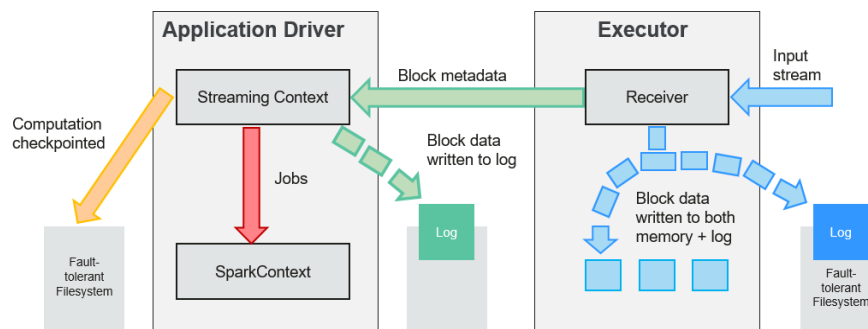 Application Driver
Executor
Input
stream
Block metadata
Streaming Context
Receiver
Computation
checkpointed
Block data
written to log
Jobs
Block data
written to both
memory + log
Log
Log
Fault-
tolerant
Filesystem
SparkContext
Fault-
tolerant
Filesystem